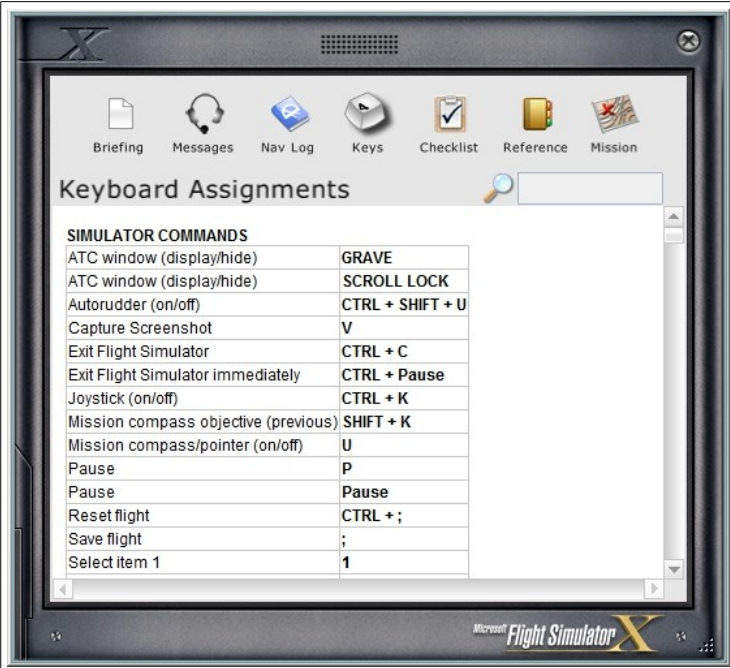 X
Briefing Messages Nav Log Keys Checklist Reference Mission
Keyboard Assignments
SIMULATOR COMMANDS
ATC window (display/hide) GRAVE
ATC window (display/hide) SCROLL LOCK
Autorudder (on/off) CTRL + SHIFT + U
Capture Screenshot V
Exit Flight Simulator CTRL + C
Exit Flight Simulator immediately CTRL + Pause
Joystick (on/off) CTRL + K
Mission compass objective (previous) SHIFT + K
Mission compass/pointer (on/off) U
Pause P
Pause Pause
Reset flight CTRL + ;
Save flight ;
Select item 1 1
Microsoft Flight Simulator X